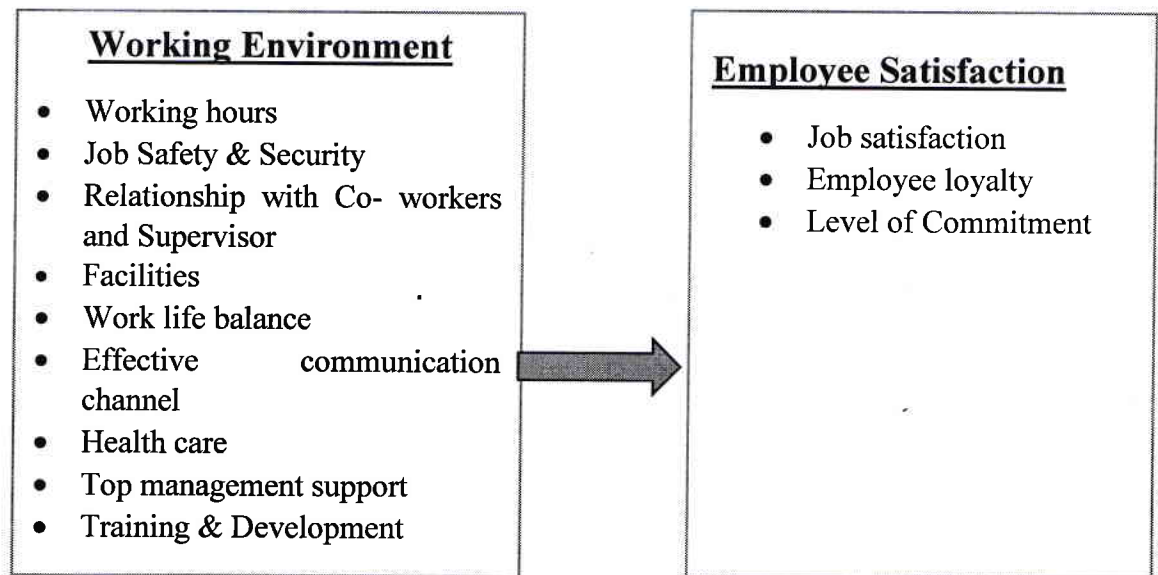 Working Environment
• Working hours
• Job Safety & Security
• Relationship with Co- workers
and Supervisor
• Facilities
• Work life balance
• Effective communication
channel
• Health care
• Top management support
• Training & Development
Employee Satisfaction
• Job satisfaction
• Employee loyalty
• Level of Commitment